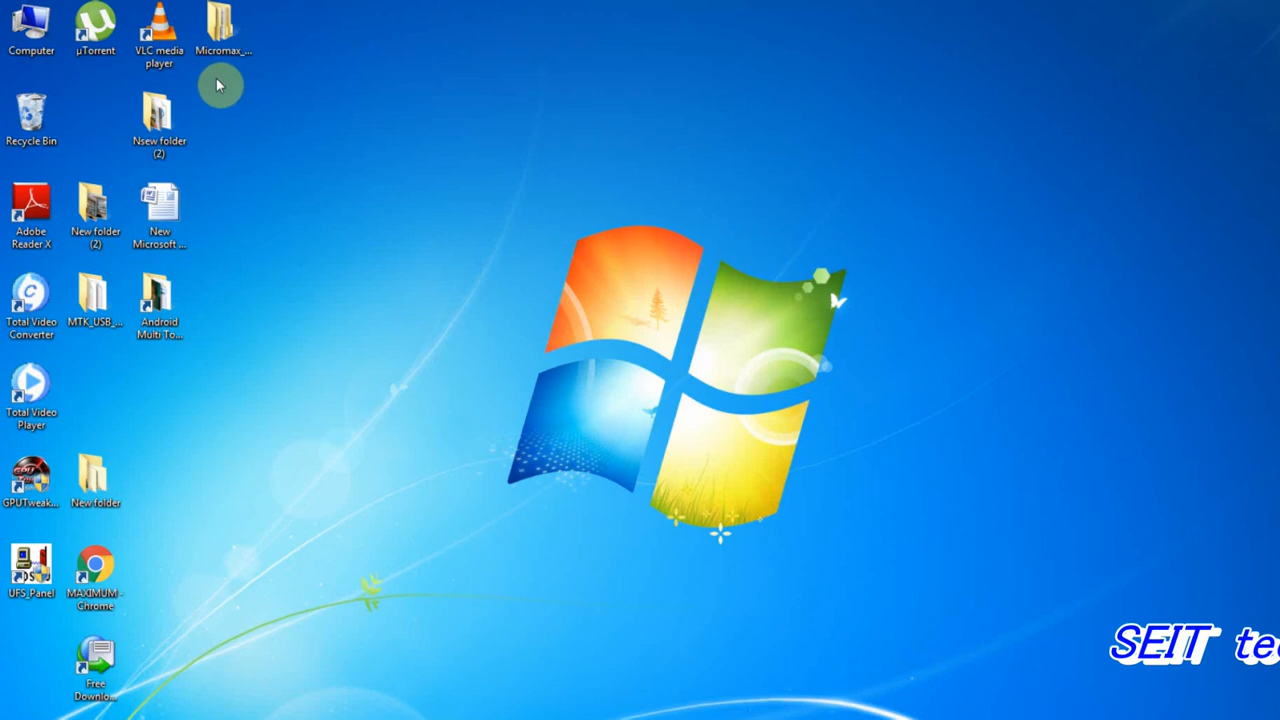 Computer
µTorrent
VLC media
player
Micromax_...
Recycle Bin
Nsew folder
(2)
Adobe
Reader X
New folder
(2)
New
Microsoft ...
Total Video
Converter
MTK_USB_...
Android
Multi To...
Total Video
Player
GPUTweak...
New folder
UFS_Panel
MAXIMUM -
Chrome
Free
Downlo...
SEIT